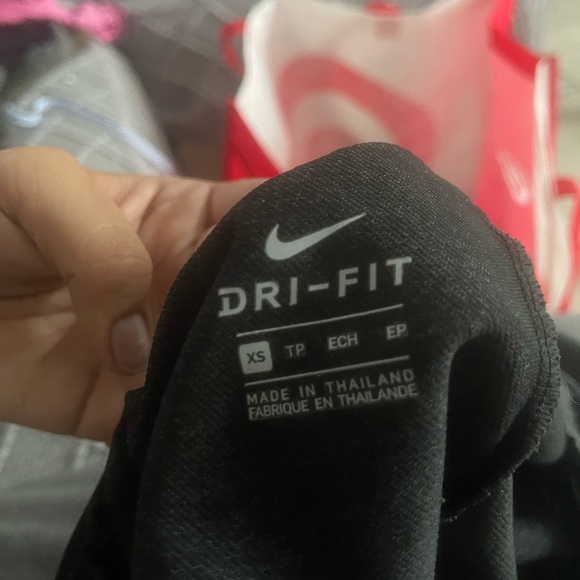 DRI-FIT
XS TP ECH EP
MADE IN THAILAND
FABRIQUE EN THAILANDE